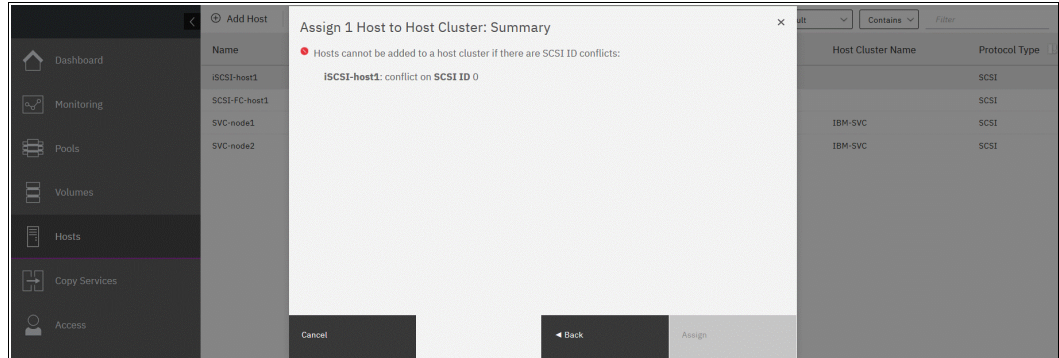 Add Host
Assign 1 Host to Host Cluster: Summary
ult
Contains
Filter
Name
Host Cluster Name
Protocol Type
Hosts cannot be added to a host cluster if there are SCSI ID conflicts:
iSCSI-host1: conflict on SCSI ID 0
iSCSI-host1
SCSI
SCSI-FC-host1
SCSI
SVC-node1
IBM-SVC
SCSI
SVC-node2
IBM-SVC
SCSI
Dashboard
Monitoring
Pools
Volumes
Hosts
Copy Services
Access
Cancel
Back
Assign